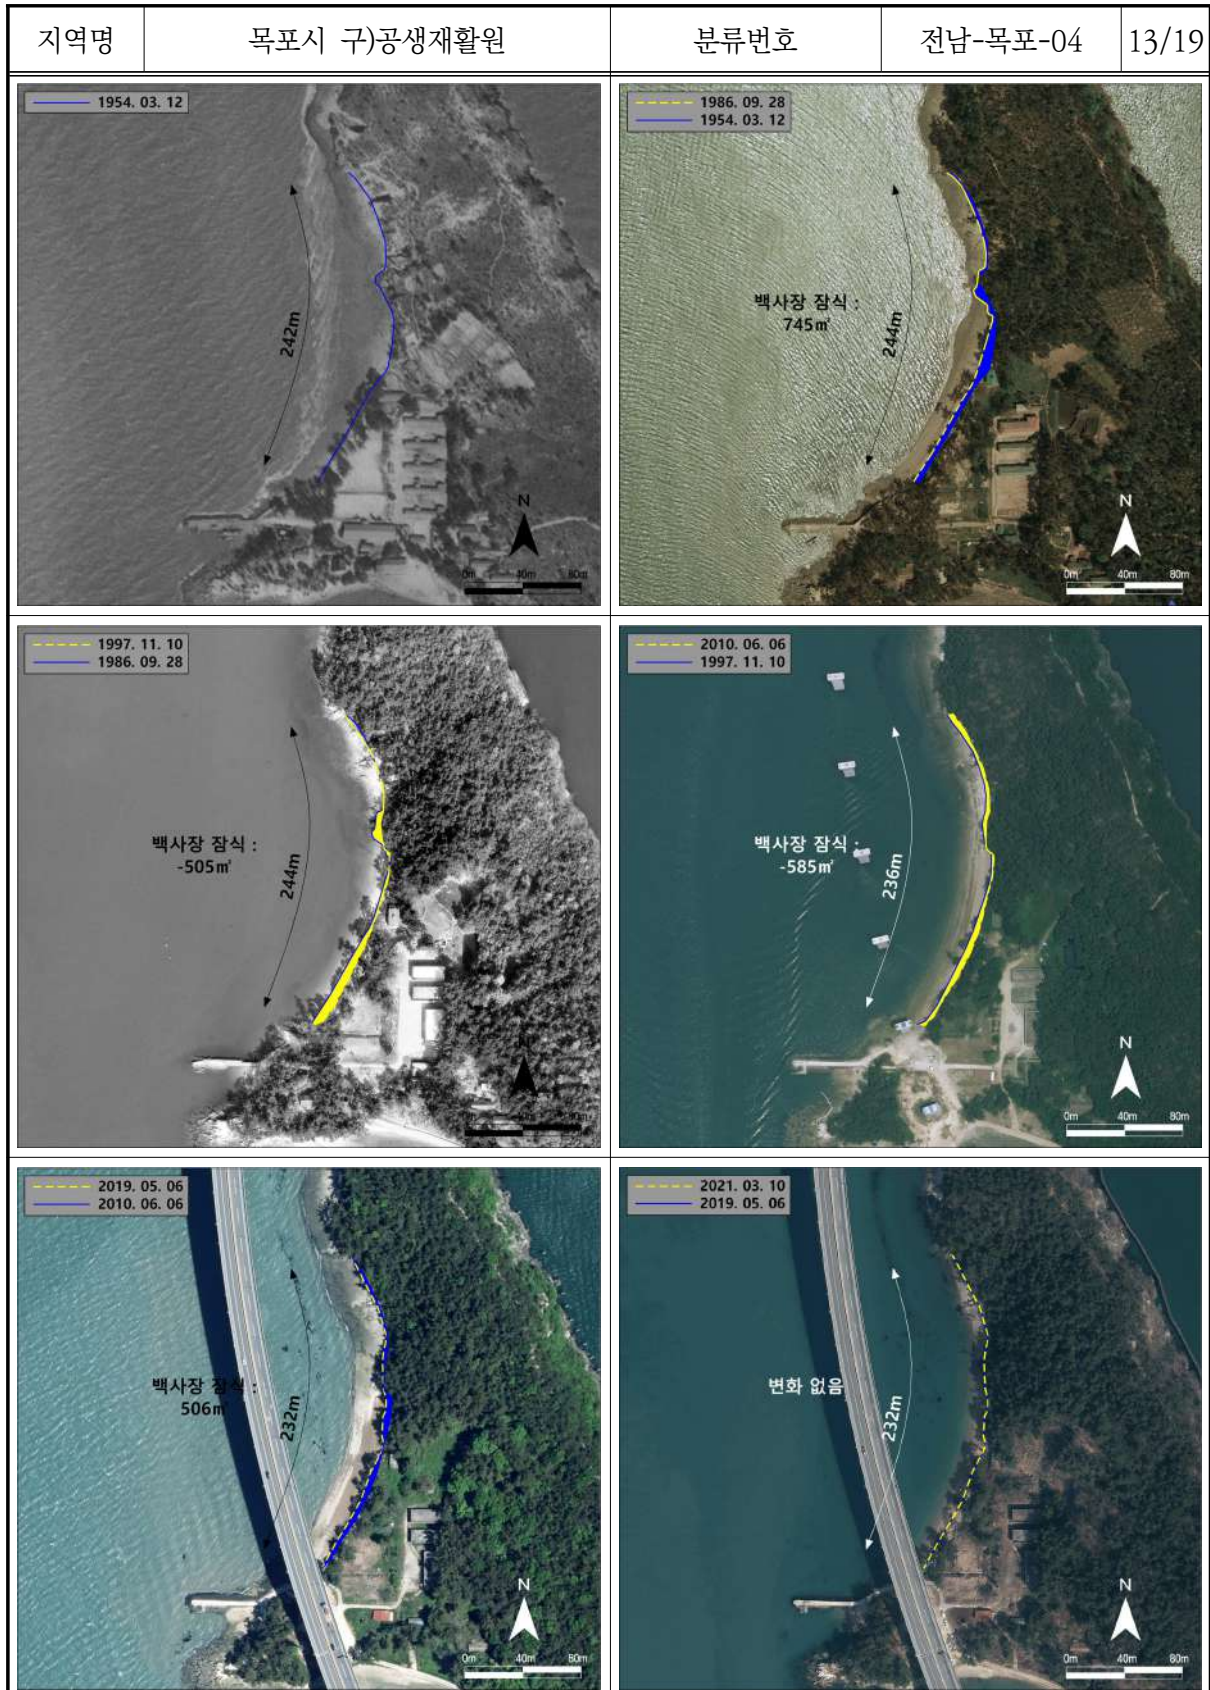 지역명 목포시 구)공생재활원 분류번호 전남-목포-04 13/19
1954. 03. 12
242m
N
0m 40m 80m
1986. 09. 28
1954. 03. 12
백사장 잠식 :
745㎡
244m
N
0m 40m 80m
1997. 11. 10
1986. 09. 28
백사장 잠식 :
-505㎡
244m
N
0m 40m 80m
2010. 06. 06
1997. 11. 10
백사장 잠식 :
-585㎡
236m
N
0m 40m 80m
2019. 05. 06
2010. 06. 06
백사장 잠식 :
506㎡
232m
N
0m 40m 80m
2021. 03. 10
2019. 05. 06
변화 없음
232m
N
0m 40m 80m